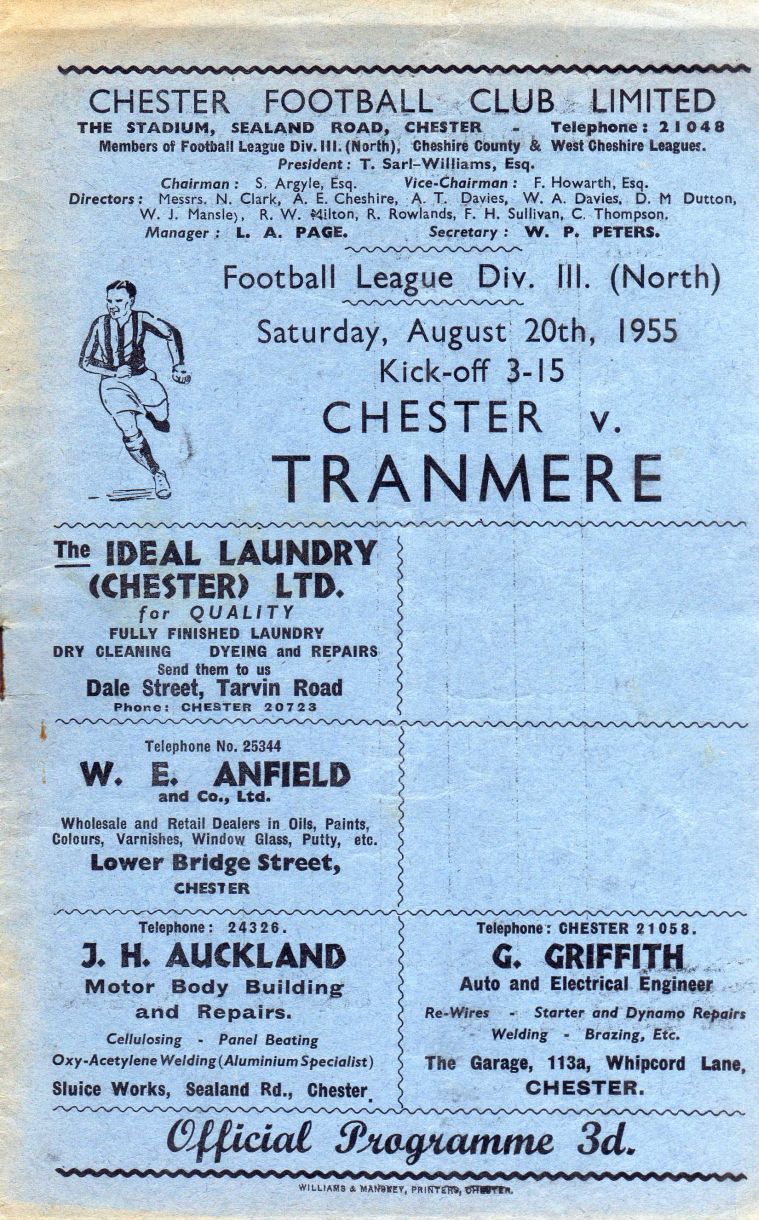 CHESTER FOOTBALL CLUB LIMITED
THE STADIUM, SEALAND ROAD, CHESTER - Telephone: 21048
Members of Football League Div. III. (North), Cheshire County & West Cheshire Leagues.
President: T. Sarl-Williams, Esq.
Chairman: S. Argyle, Esq. Vice-Chairman: F. Howarth, Esq.
Directors: Messrs. N. Clark, A. E. Cheshire, A. T. Davies, W. A. Davies, D. M Dutton,
W. J. Mansley, R. W. Milton, R. Rowlands, F. H. Sullivan, C. Thompson.
Manager: L. A. PAGE. Secretary: W. P. PETERS.
Football League Div. III. (North)
Saturday, August 20th, 1955
Kick-off 3-15
CHESTER v.
TRANMERE
The IDEAL LAUNDRY
(CHESTER) LTD.
for QUALITY
FULLY FINISHED LAUNDRY
DRY CLEANING DYEING and REPAIRS
Send them to us
Dale Street, Tarvin Road
Phone: CHESTER 20723
Telephone No. 25344
W. E. ANFIELD
and Co., Ltd.
Wholesale and Retail Dealers in Oils, Paints,
Colours, Varnishes, Window Glass, Putty, etc.
Lower Bridge Street,
CHESTER
Telephone: 24326.
J. H. AUCKLAND
Motor Body Building
and Repairs.
Cellulosing - Panel Beating
Oxy-Acetylene Welding (Aluminium Specialist)
Sluice Works, Sealand Rd., Chester.
Telephone: CHESTER 21058.
G. GRIFFITH
Auto and Electrical Engineer
Re-Wires - Starter and Dynamo Repairs
Welding - Brazing, Etc.
The Garage, 113a, Whipcord Lane,
CHESTER.
Official Programme 3d.
WILLIAMS & MANSLEY, PRINTERS, CHESTER.